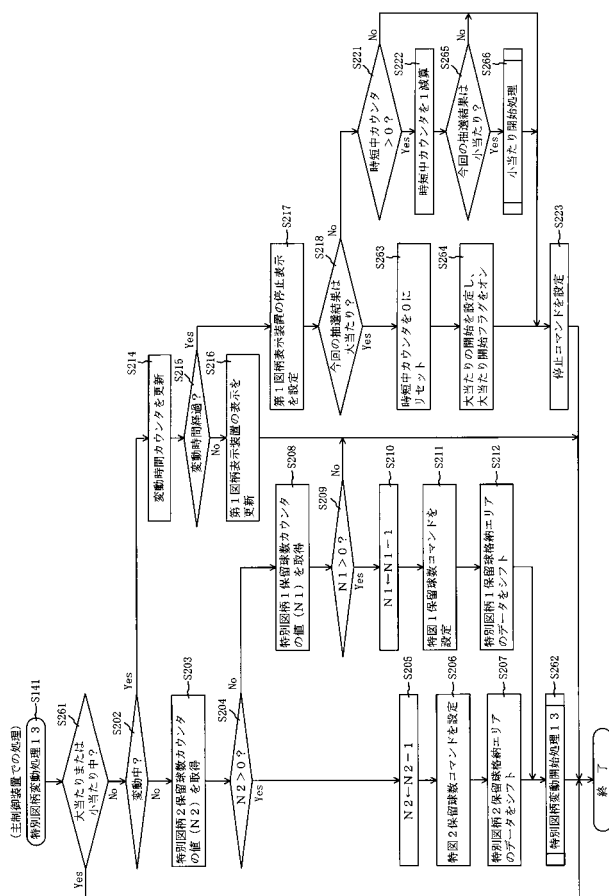 (主制御装置での処理)
特別図柄変動処理13
S141
大当たりまたは
小当たり中?
S261
Yes
No
変動中?
S202
Yes
No
特別図柄2保留球数カウンタ
の値(N2)を取得
S203
N2>0?
S204
No
Yes
N2←N2-1
S205
特図2保留球数コマンドを設定
S206
特別図柄2保留球格納エリア
のデータをシフト
S207
特別図柄1保留球数カウンタ
の値(N1)を取得
S208
N1>0?
S209
No
Yes
N1←N1-1
S210
特図1保留球数コマンドを
設定
S211
特別図柄1保留球格納エリア
のデータをシフト
S212
特別図柄変動開始処理13
S262
変動時間カウンタを更新
S214
変動時間経過?
S215
Yes
No
第1図柄表示装置の表示を
更新
S216
第1図柄表示装置の停止表示
を設定
S217
今回の抽選結果は
大当たり?
S218
No
Yes
時短中カウンタを0に
リセット
S263
大当たりの開始を設定し、
大当たり開始フラグをオン
S264
時短中カウンタ
>0?
S221
No
Yes
時短中カウンタを1減算
S222
今回の抽選結果は
小当たり?
S265
No
Yes
小当たり開始処理
S266
停止コマンドを設定
S223
終了